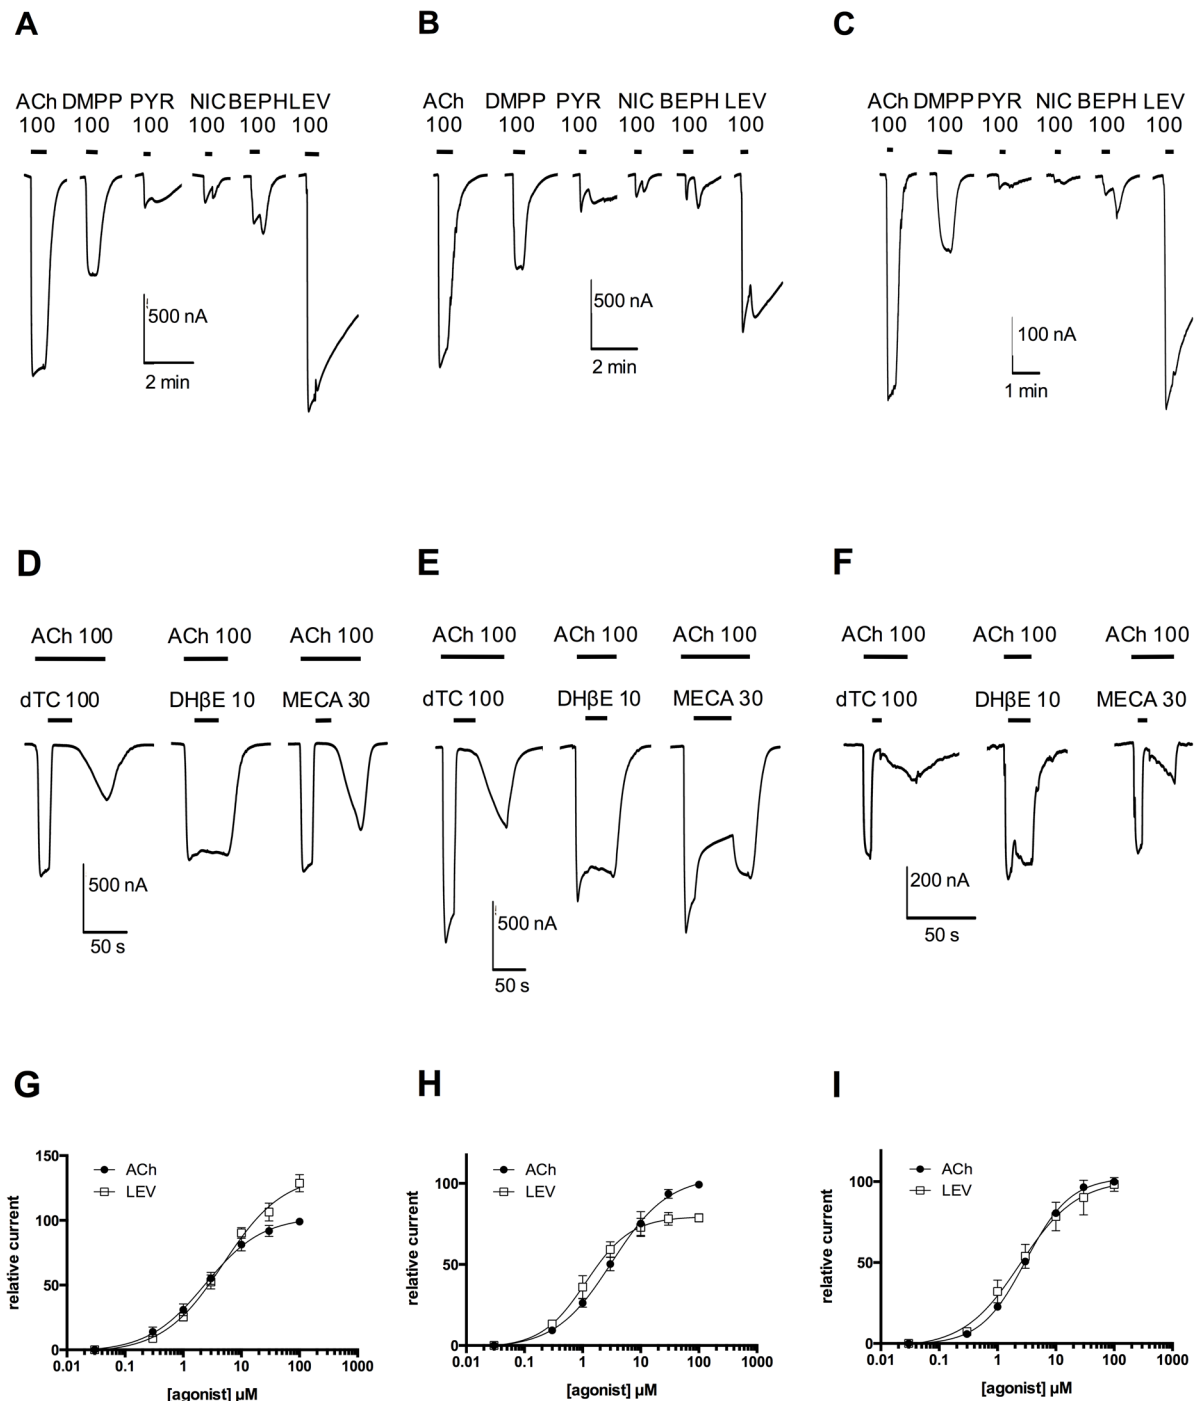 A B C
ACh DMPP PYR NIC BEPH LEV
100 100 100 100 100 100
500 nA
2 min
ACh DMPP PYR NIC BEPH LEV
100 100 100 100 100 100
500 nA
2 min
ACh DMPP PYR NIC BEPH LEV
100 100 100 100 100 100
100 nA
1 min
D E F
ACh 100 ACh 100 ACh 100
dTC 100 DHβE 10 MECA 30
500 nA
50 s
ACh 100 ACh 100 ACh 100
dTC 100 DHβE 10 MECA 30
500 nA
50 s
ACh 100 ACh 100 ACh 100
dTC 100 DHβE 10 MECA 30
200 nA
50 s
G H I
relative current
150
100
50
0
ACh
LEV
0.01 0.1 1 10 100 1000
[agonist] µM
relative current
100
50
0
ACh
LEV
0.01 0.1 1 10 100 1000
[agonist] µM
relative current
100
50
0
ACh
LEV
0.01 0.1 1 10 100 1000
[agonist] µM